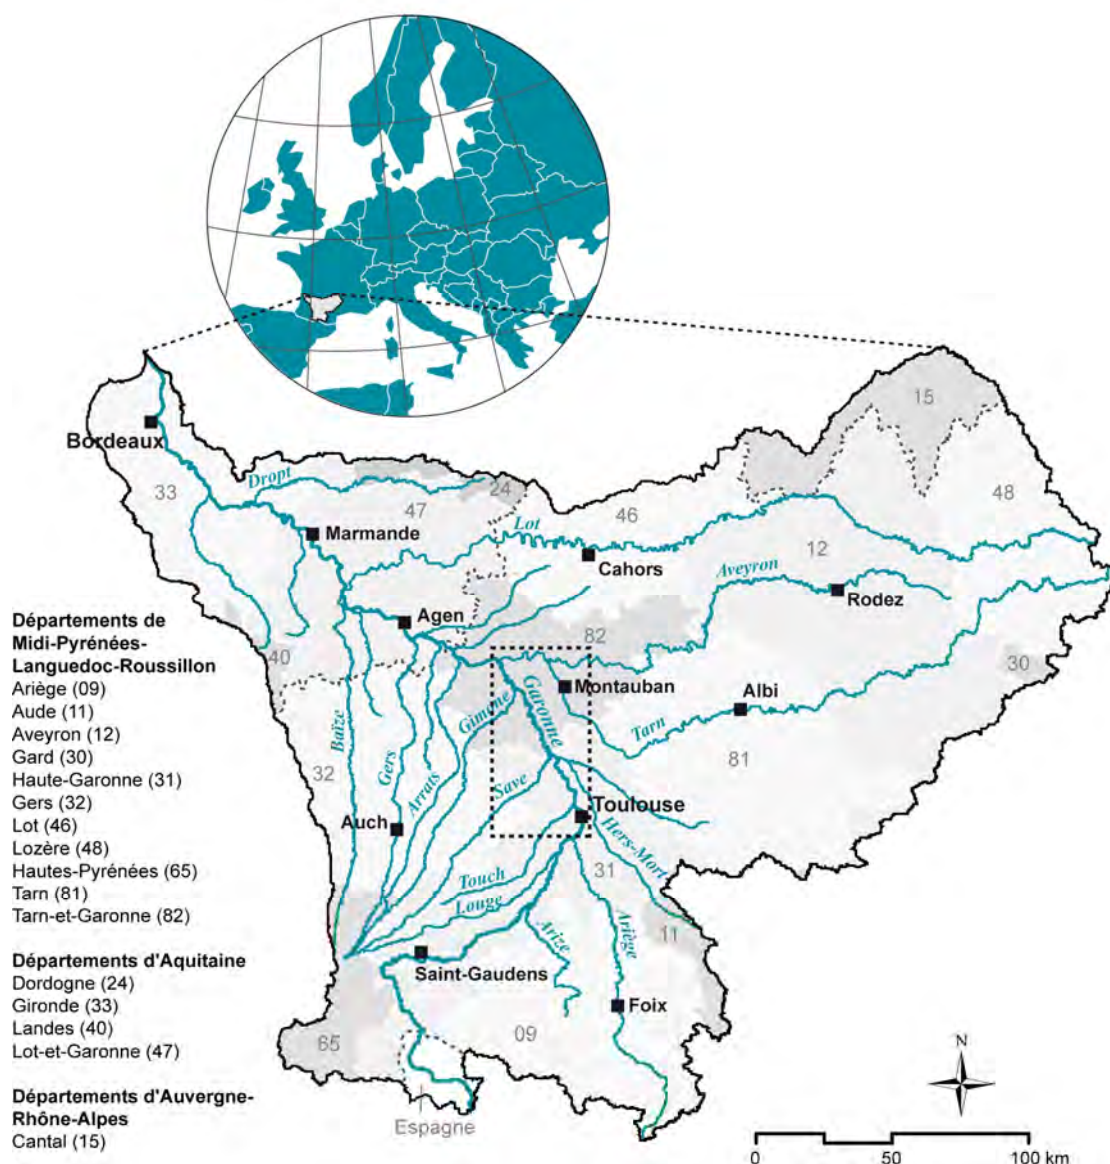 15
Bordeaux
Dropt
33
24
48
47
46
Marmande
Lot
12
Cahors
Aveyron
Rodez
Agen
82
40
30
Montauban
Albi
Garonne
Gimone
Tarn
Baïze
81
32
Gers
Arrats
Save
Toulouse
Auch
Hers-Mort
31
Touch
Louge
Ariège
11
Arize
Saint-Gaudens
Foix
09
65
Espagne
Départements de
Midi-Pyrénées-
Languedoc-Roussillon
Ariège (09)
Aude (11)
Aveyron (12)
Gard (30)
Haute-Garonne (31)
Gers (32)
Lot (46)
Lozère (48)
Hautes-Pyrénées (65)
Tarn (81)
Tarn-et-Garonne (82)
Départements d'Aquitaine
Dordogne (24)
Gironde (33)
Landes (40)
Lot-et-Garonne (47)
Départements d'Auvergne-
Rhône-Alpes
Cantal (15)
N
0 50 100 km